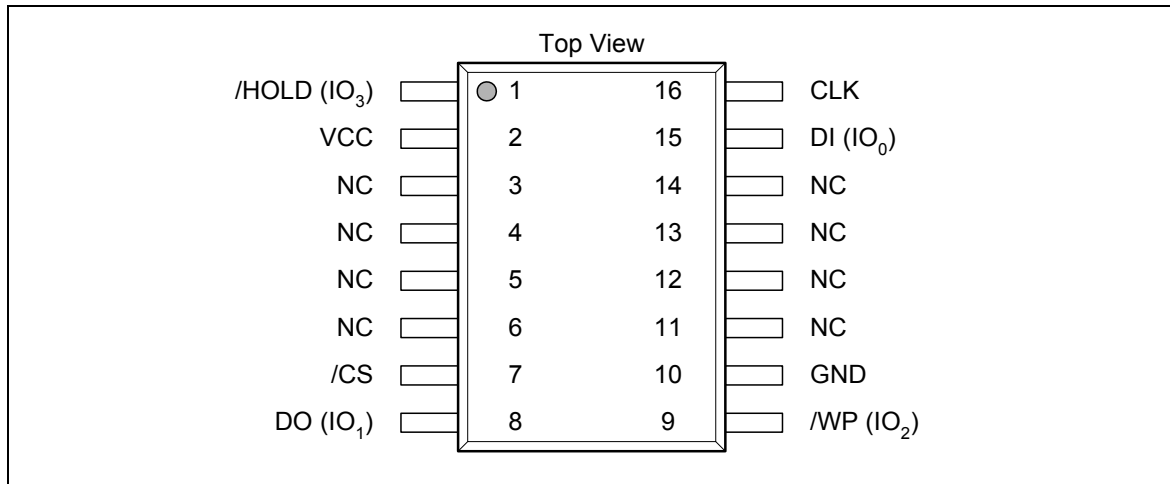 Top View
/HOLD (IO3) 1 16 CLK
VCC 2 15 DI (IO0)
NC 3 14 NC
NC 4 13 NC
NC 5 12 NC
NC 6 11 NC
/CS 7 10 GND
DO (IO1) 8 9 /WP (IO2)